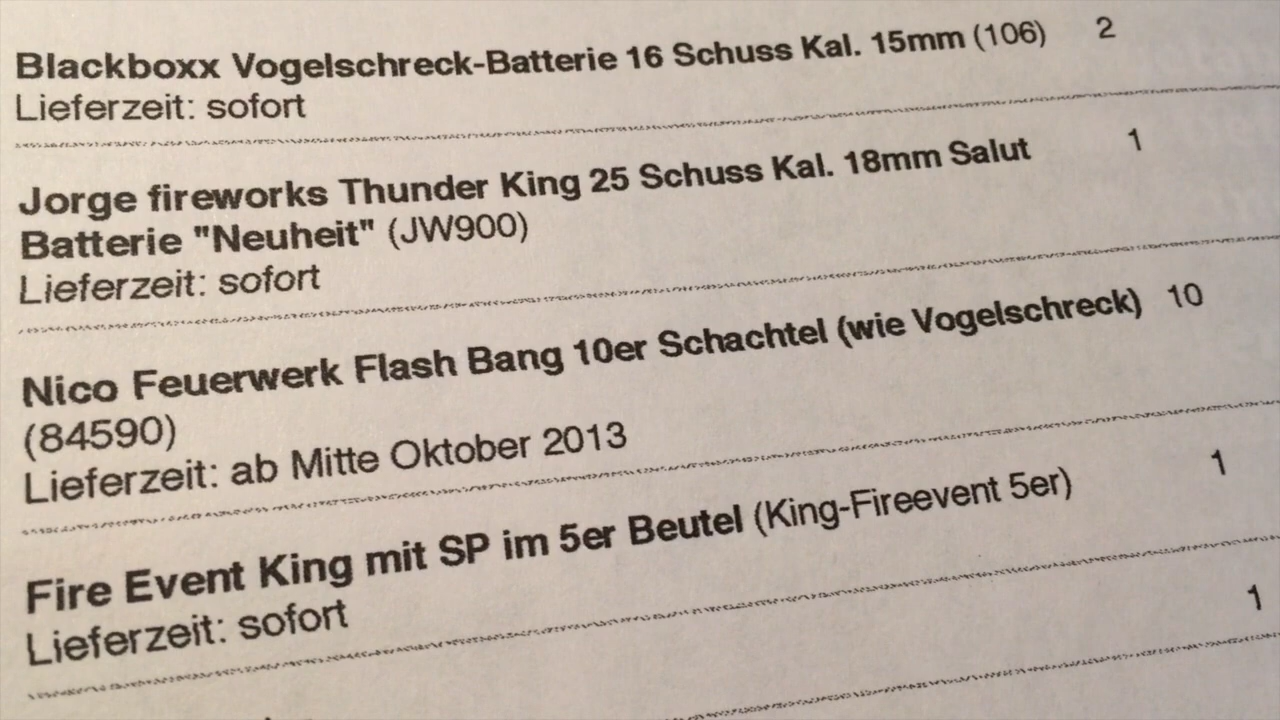 Blackboxx Vogelschreck-Batterie 16 Schuss Kal. 15mm (106) 2
Lieferzeit: sofort
Jorge fireworks Thunder King 25 Schuss Kal. 18mm Salut 1
Batterie "Neuheit" (JW900)
Lieferzeit: sofort
Nico Feuerwerk Flash Bang 10er Schachtel (wie Vogelschreck) 10
(84590)
Lieferzeit: ab Mitte Oktober 2013
Fire Event King mit SP im 5er Beutel (King-Fireevent 5er) 1
Lieferzeit: sofort
1